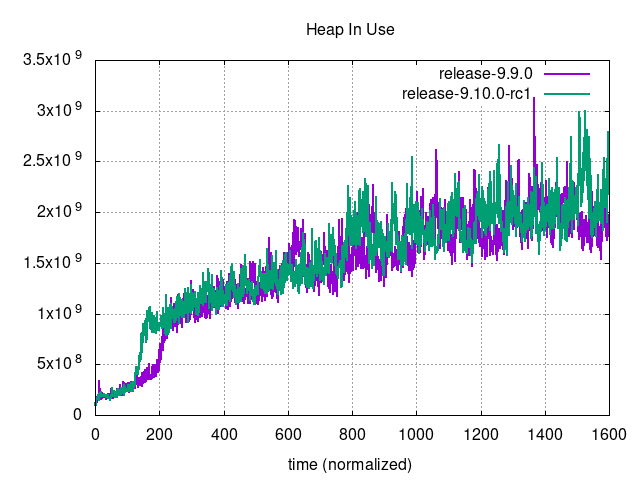 Heap In Use
3.5x10^9
3x10^9
2.5x10^9
2x10^9
1.5x10^9
1x10^9
5x10^8
0
release-9.9.0
release-9.10.0-rc1
0 200 400 600 800 1000 1200 1400 1600
time (normalized)